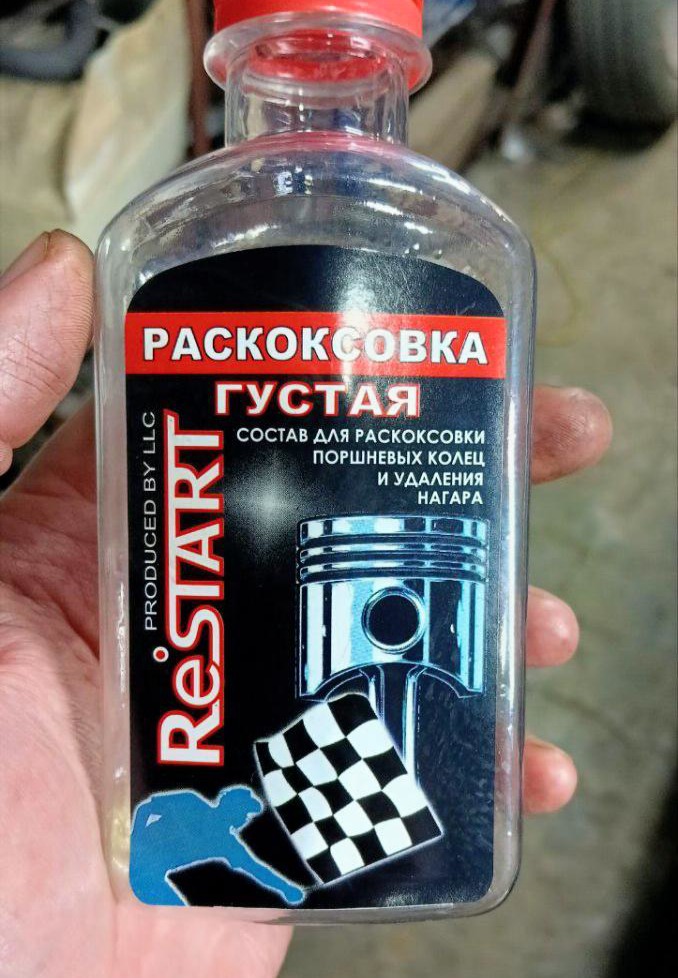 РАСКОКСОВКА
ГУСТАЯ
СОСТАВ ДЛЯ РАСКОКСОВКИ
ПОРШНЕВЫХ КОЛЕЦ
И УДАЛЕНИЯ
НАГАРА
PRODUCED BY LLC
ReSTART